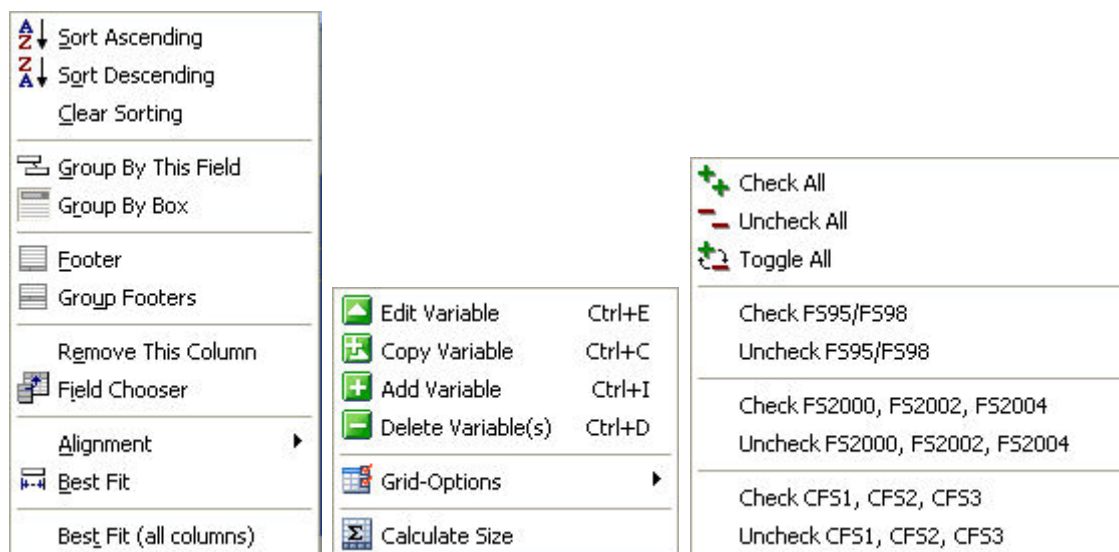 Sort Ascending
Sort Descending
Clear Sorting
Group By This Field
Group By Box
Footer
Group Footers
Remove This Column
Field Chooser
Alignment
Best Fit
Best Fit (all columns)
Edit Variable Ctrl+E
Copy Variable Ctrl+C
Add Variable Ctrl+I
Delete Variable(s) Ctrl+D
Grid-Options
Calculate Size
Check All
Uncheck All
Toggle All
Check FS95/FS98
Uncheck FS95/FS98
Check FS2000, FS2002, FS2004
Uncheck FS2000, FS2002, FS2004
Check CFS1, CFS2, CFS3
Uncheck CFS1, CFS2, CFS3